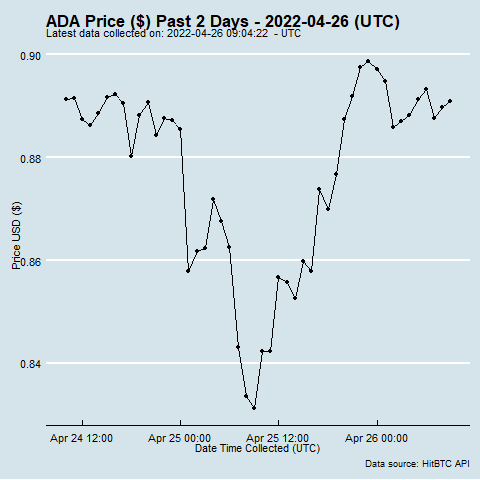 ADA Price ($) Past 2 Days - 2022-04-26 (UTC)
Latest data collected on: 2022-04-26 09:04:22  - UTC
0.90
0.88
0.86
0.84
Price USD ($)
Apr 24 12:00
Apr 25 00:00
Apr 25 12:00
Apr 26 00:00
Date Time Collected (UTC)
Data source: HitBTC API